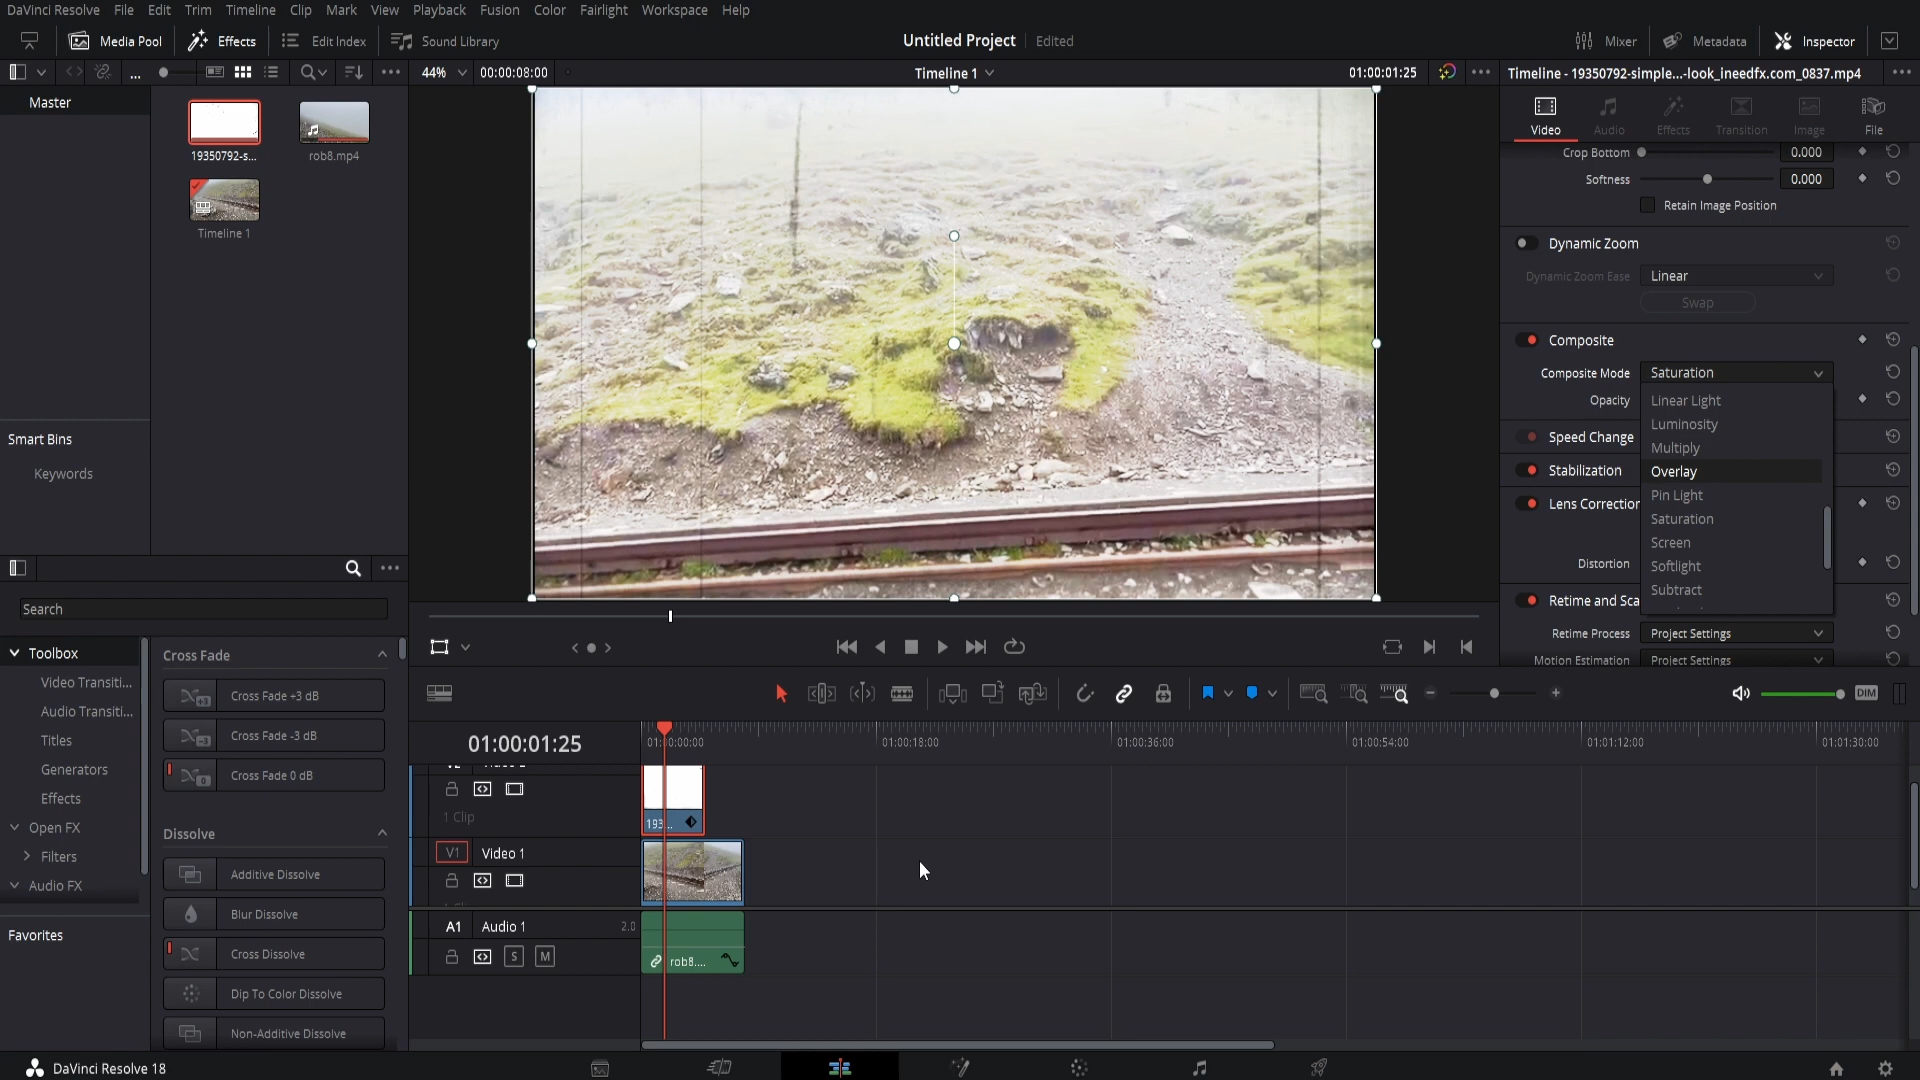 DaVinci Resolve File Edit Trim Timeline Clip Mark View Playback Fusion Color Fairlight Workspace Help
Media Pool Effects Edit Index Sound Library Untitled Project Edited Mixer Metadata Inspector
... 44% 00:00:08:00 Timeline 1 01:00:01:25 Timeline - 19350792-simple...-look_ineedfx.com_0837.mp4
Master
Video Audio Effects Transition Image File
19350792-s... rob8.mp4
Timeline 1
Crop Bottom 0.000
Softness 0.000
Retain Image Position
Dynamic Zoom
Dynamic Zoom Ease Linear
Swap
Composite
Composite Mode Saturation
Opacity
Linear Light
Luminosity
Multiply
Overlay
Pin Light
Saturation
Screen
Softlight
Subtract
Speed Change
Stabilization
Lens Correction
Distortion
Retime and Sca
Retime Process Project Settings
Motion Estimation Project Settings
Smart Bins
Keywords
Search
Toolbox
Video Transiti...
Audio Transiti...
Titles
Generators
Effects
Open FX
Filters
Audio FX
Favorites
Cross Fade
+3 Cross Fade +3 dB
-3 Cross Fade -3 dB
0 Cross Fade 0 dB
Dissolve
Additive Dissolve
Blur Dissolve
Cross Dissolve
Dip To Color Dissolve
Non-Additive Dissolve
DIM
01:00:01:25 01:00:00:00 01:00:18:00 01:00:36:00 01:00:54:00 01:01:12:00 01:01:30:00
1 Clip 193...
V1 Video 1
A1 Audio 1 2.0
S M rob8....
DaVinci Resolve 18